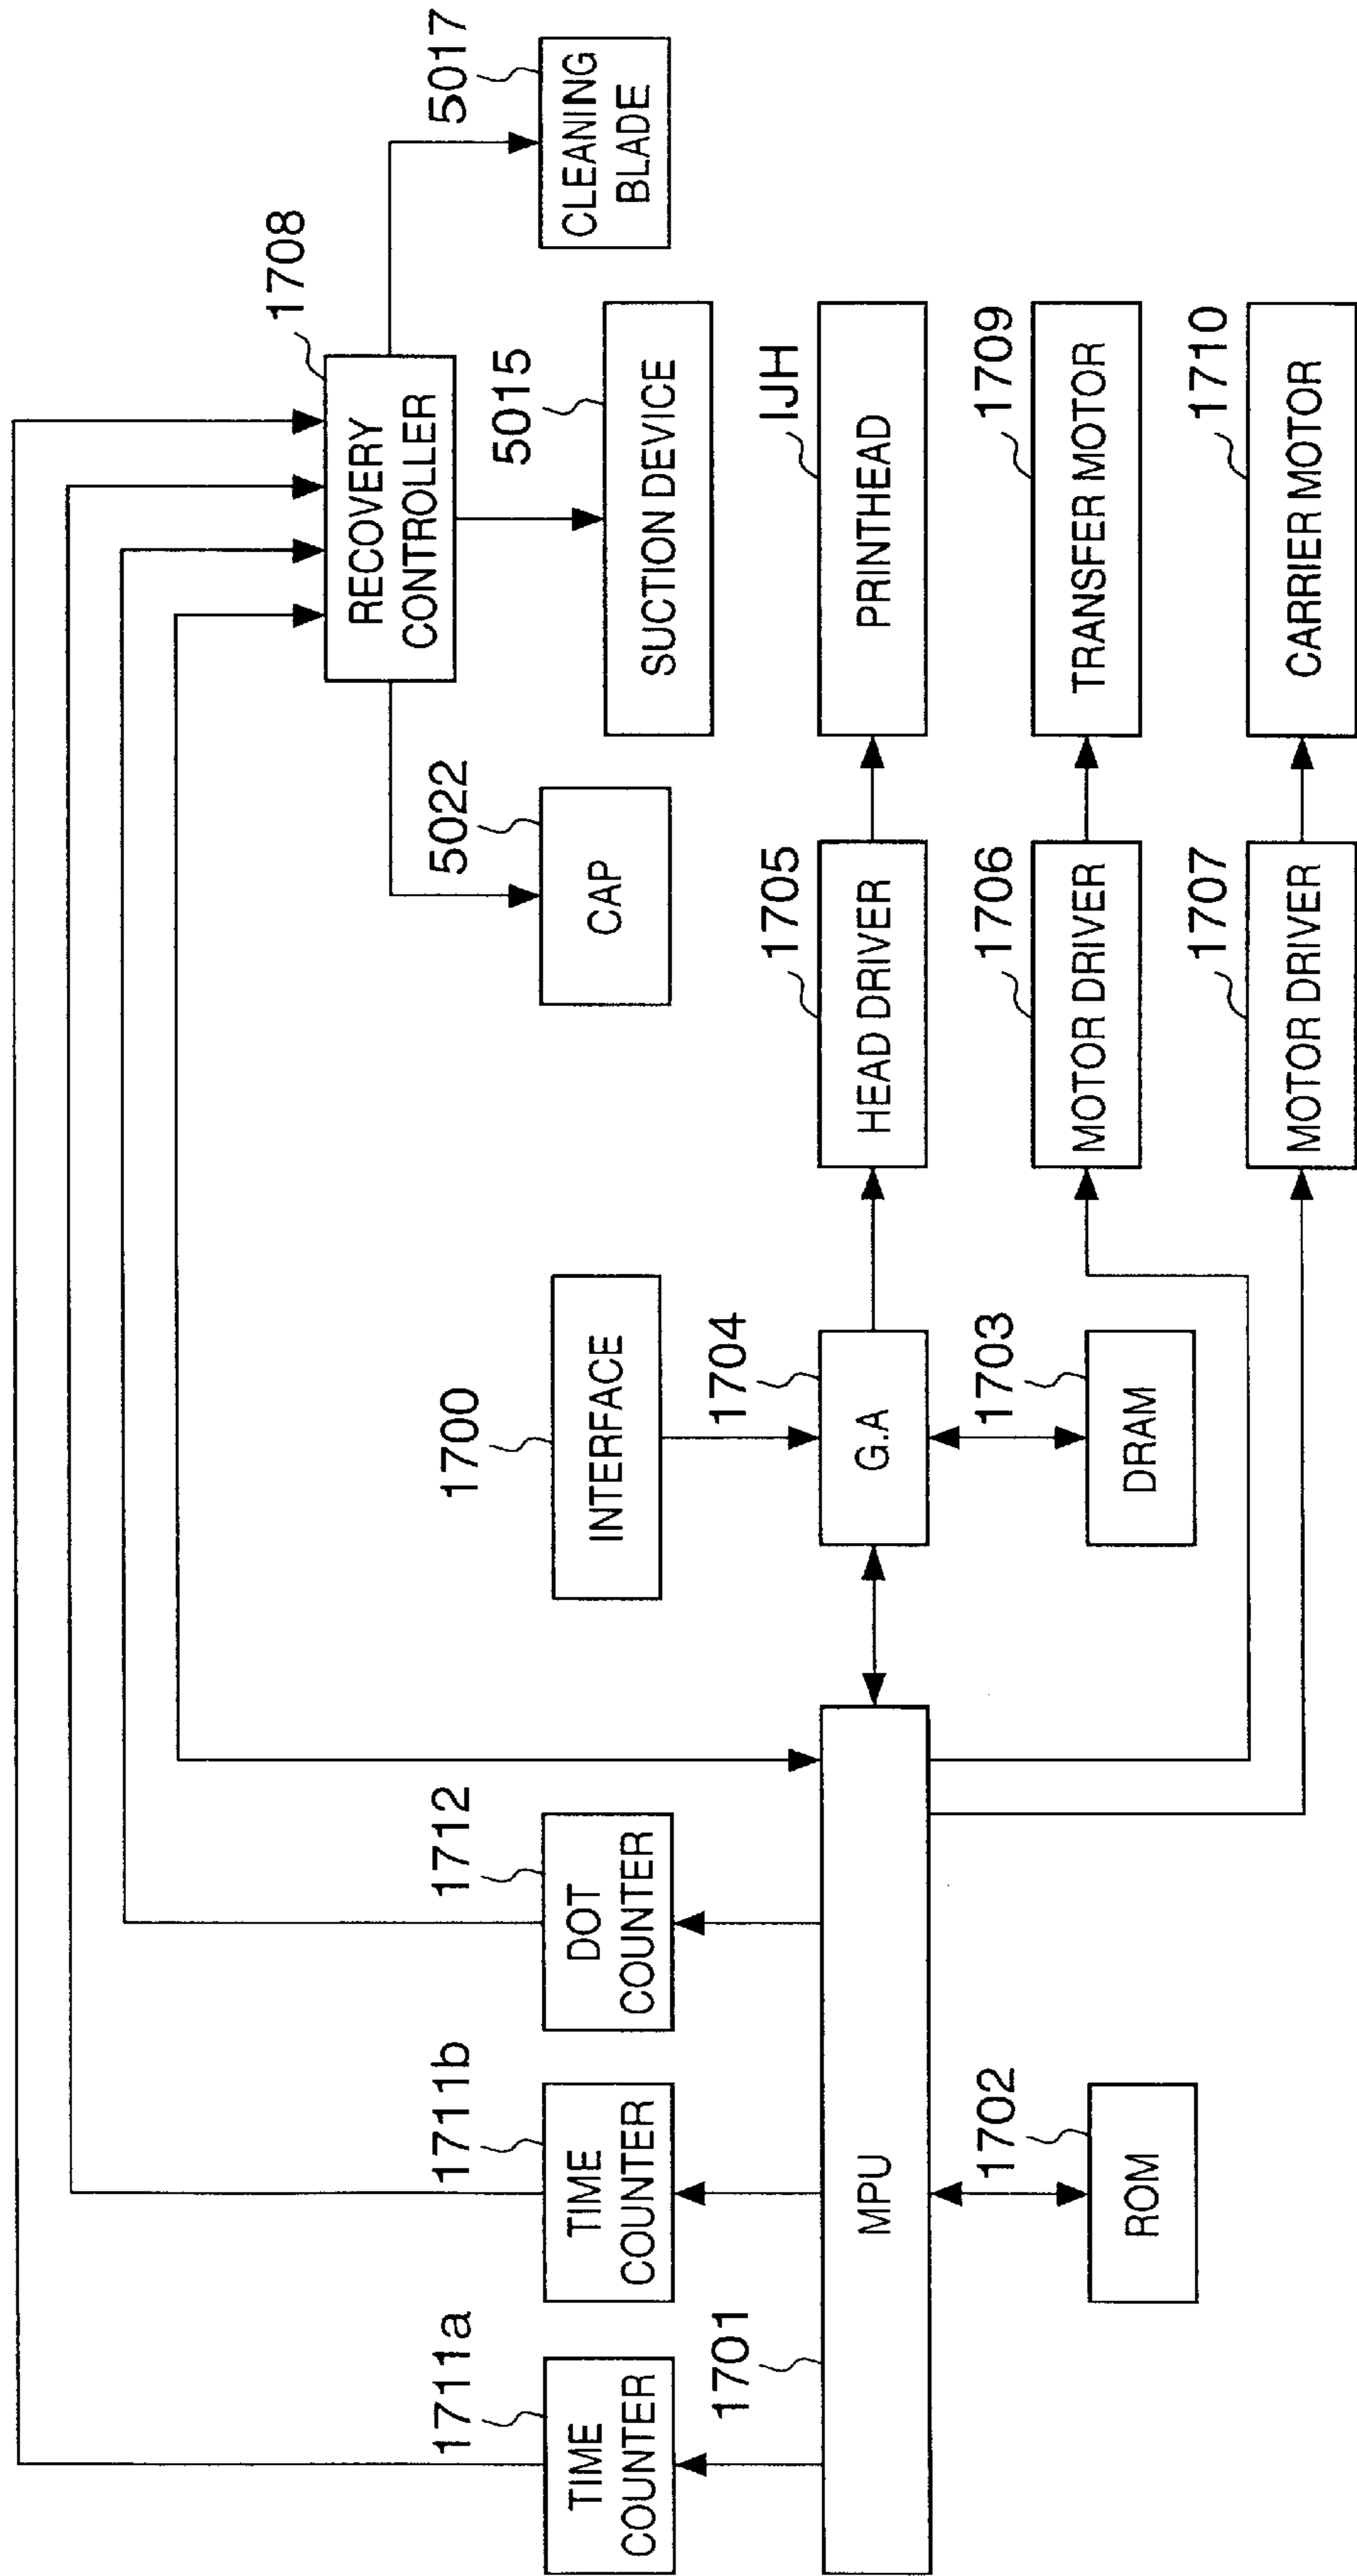 1708
RECOVERY
CONTROLLER
5022
CAP
5015
SUCTION DEVICE
5017
CLEANING
BLADE
1711a
TIME
COUNTER
1711b
TIME
COUNTER
1712
DOT
COUNTER
1700
INTERFACE
1701
MPU
1704
G.A
1705
HEAD DRIVER
IJH
PRINTHEAD
1702
ROM
1703
DRAM
1706
MOTOR DRIVER
1709
TRANSFER MOTOR
1707
MOTOR DRIVER
1710
CARRIER MOTOR